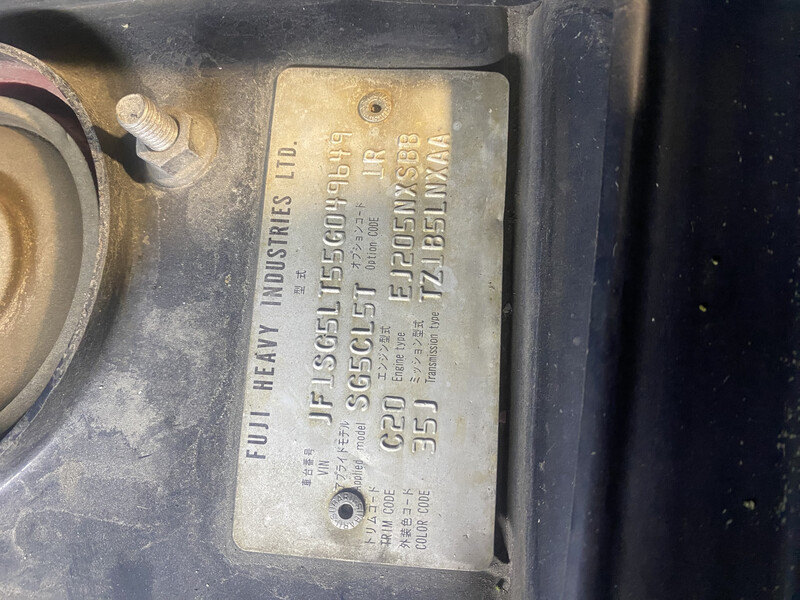 FUJI HEAVY INDUSTRIES LTD.
車台番号 型式
VIN JF1SG5LT55G049649
アプライドモデル オプションコード
Applied model SG5CL5T Option CODE 1R
トリムコード エンジン型式
TRIM CODE C20 Engine type EJ205NXSBB
外装色コード ミッション型式
COLOR CODE 35J Transmission type TZ1B5LNXAA